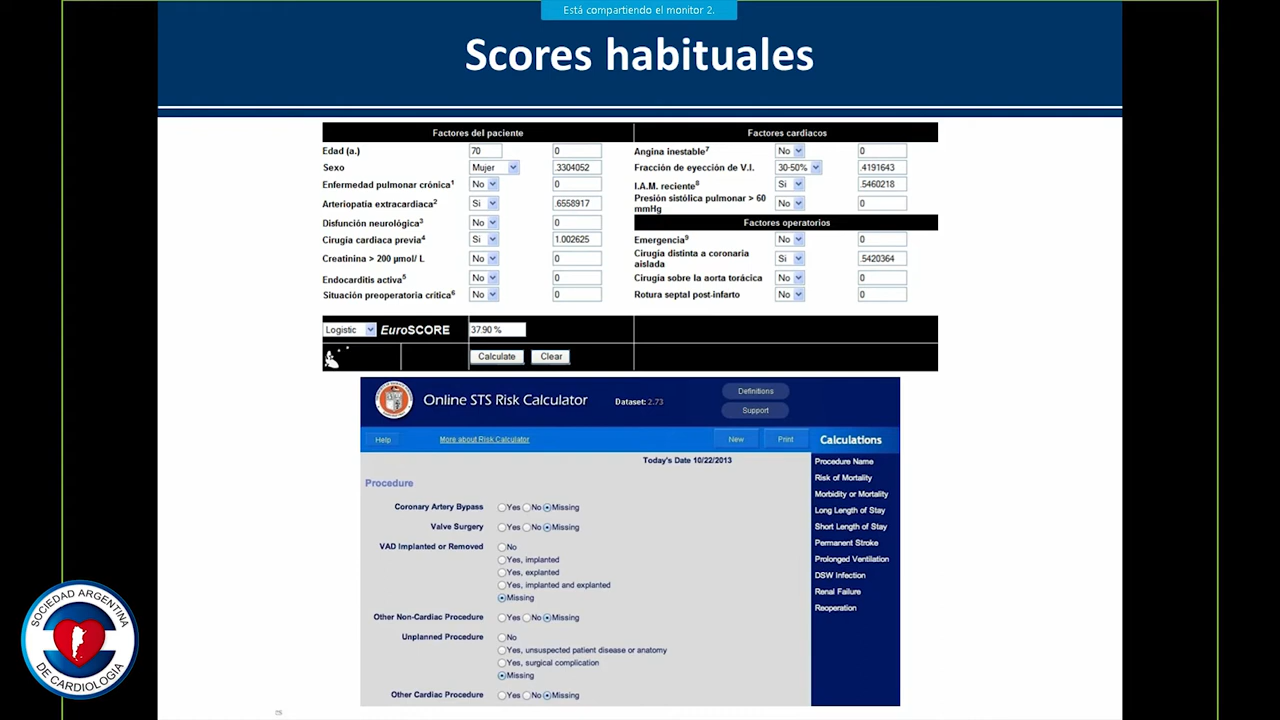 Está compartiendo el monitor 2.
Scores habituales
Factores del paciente
Edad (a.) 70 0
Sexo Mujer .3304052
Enfermedad pulmonar crónica1 No 0
Arteriopatía extracardiaca2 Si .6558917
Disfunción neurológica3 No 0
Cirugía cardiaca previa4 Si 1.002625
Creatinina > 200 µmol/ L No 0
Endocarditis activa5 No 0
Situación preoperatoria crítica6 No 0
Factores cardiacos
Angina inestable7 No 0
Fracción de eyección de V.I. 30-50% .4191643
I.A.M. reciente8 Si .5460218
Presión sistólica pulmonar > 60
mmHg No 0
Factores operatorios
Emergencia9 No 0
Cirugía distinta a coronaria
aislada Si .5420364
Cirugía sobre la aorta torácica No 0
Rotura septal post-infarto No 0
Logistic EuroSCORE 37.90 %
Calculate Clear
Online STS Risk Calculator Dataset: 2.73
Definitions
Support
Help More about Risk Calculator New Print
Today's Date 10/22/2013
Procedure
Coronary Artery Bypass Yes No Missing
Valve Surgery Yes No Missing
VAD Implanted or Removed No
Yes, implanted
Yes, explanted
Yes, implanted and explanted
Missing
Other Non-Cardiac Procedure Yes No Missing
Unplanned Procedure No
Yes, unsuspected patient disease or anatomy
Yes, surgical complication
Missing
Other Cardiac Procedure Yes No Missing
Calculations
Procedure Name
Risk of Mortality
Morbidity or Mortality
Long Length of Stay
Short Length of Stay
Permanent Stroke
Prolonged Ventilation
DSW Infection
Renal Failure
Reoperation
SOCIEDAD ARGENTINA
DE CARDIOLOGIA